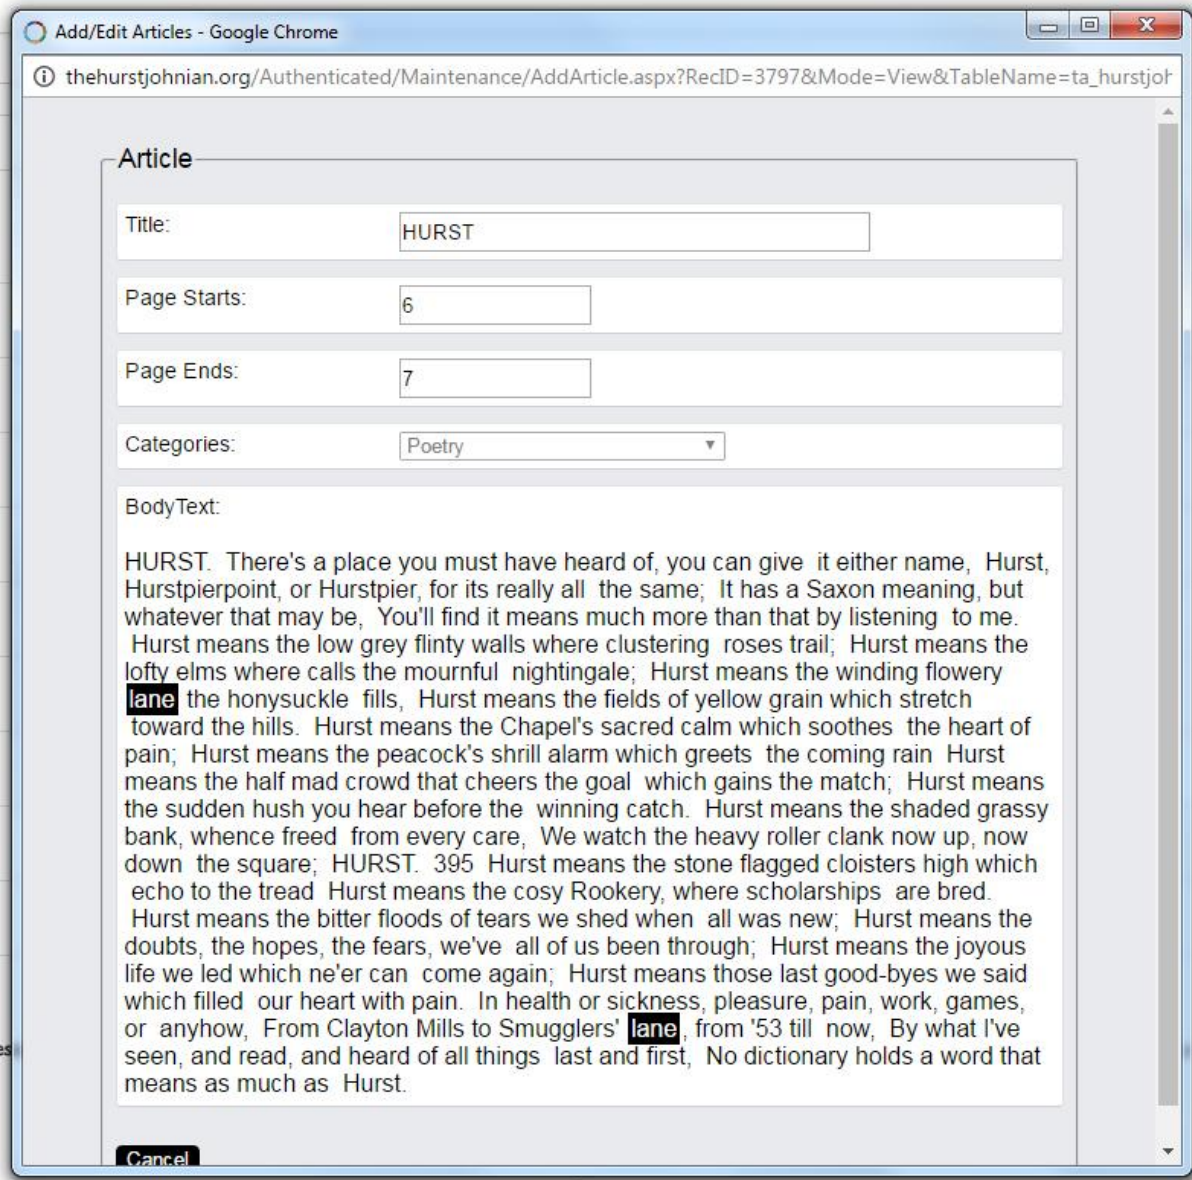 Add/Edit Articles - Google Chrome
thehurstjohnian.org/Authenticated/Maintenance/AddArticle.aspx?RecID=3797&Mode=View&TableName=ta_hurstjoh
Article
Title:
HURST
Page Starts:
6
Page Ends:
7
Categories:
Poetry
BodyText:
HURST. There's a place you must have heard of, you can give it either name, Hurst,
Hurstpierpoint, or Hurstpier, for its really all the same; It has a Saxon meaning, but
whatever that may be, You'll find it means much more than that by listening to me.
Hurst means the low grey flinty walls where clustering roses trail; Hurst means the
lofty elms where calls the mournful nightingale; Hurst means the winding flowery
lane the honysuckle fills, Hurst means the fields of yellow grain which stretch
toward the hills. Hurst means the Chapel's sacred calm which soothes the heart of
pain; Hurst means the peacock's shrill alarm which greets the coming rain Hurst
means the half mad crowd that cheers the goal which gains the match; Hurst means
the sudden hush you hear before the winning catch. Hurst means the shaded grassy
bank, whence freed from every care, We watch the heavy roller clank now up, now
down the square; HURST. 395 Hurst means the stone flagged cloisters high which
echo to the tread Hurst means the cosy Rookery, where scholarships are bred.
Hurst means the bitter floods of tears we shed when all was new; Hurst means the
doubts, the hopes, the fears, we've all of us been through; Hurst means the joyous
life we led which ne'er can come again; Hurst means those last good-byes we said
which filled our heart with pain. In health or sickness, pleasure, pain, work, games,
or anyhow, From Clayton Mills to Smugglers' lane, from '53 till now, By what I've
seen, and read, and heard of all things last and first, No dictionary holds a word that
means as much as Hurst.
Cancel